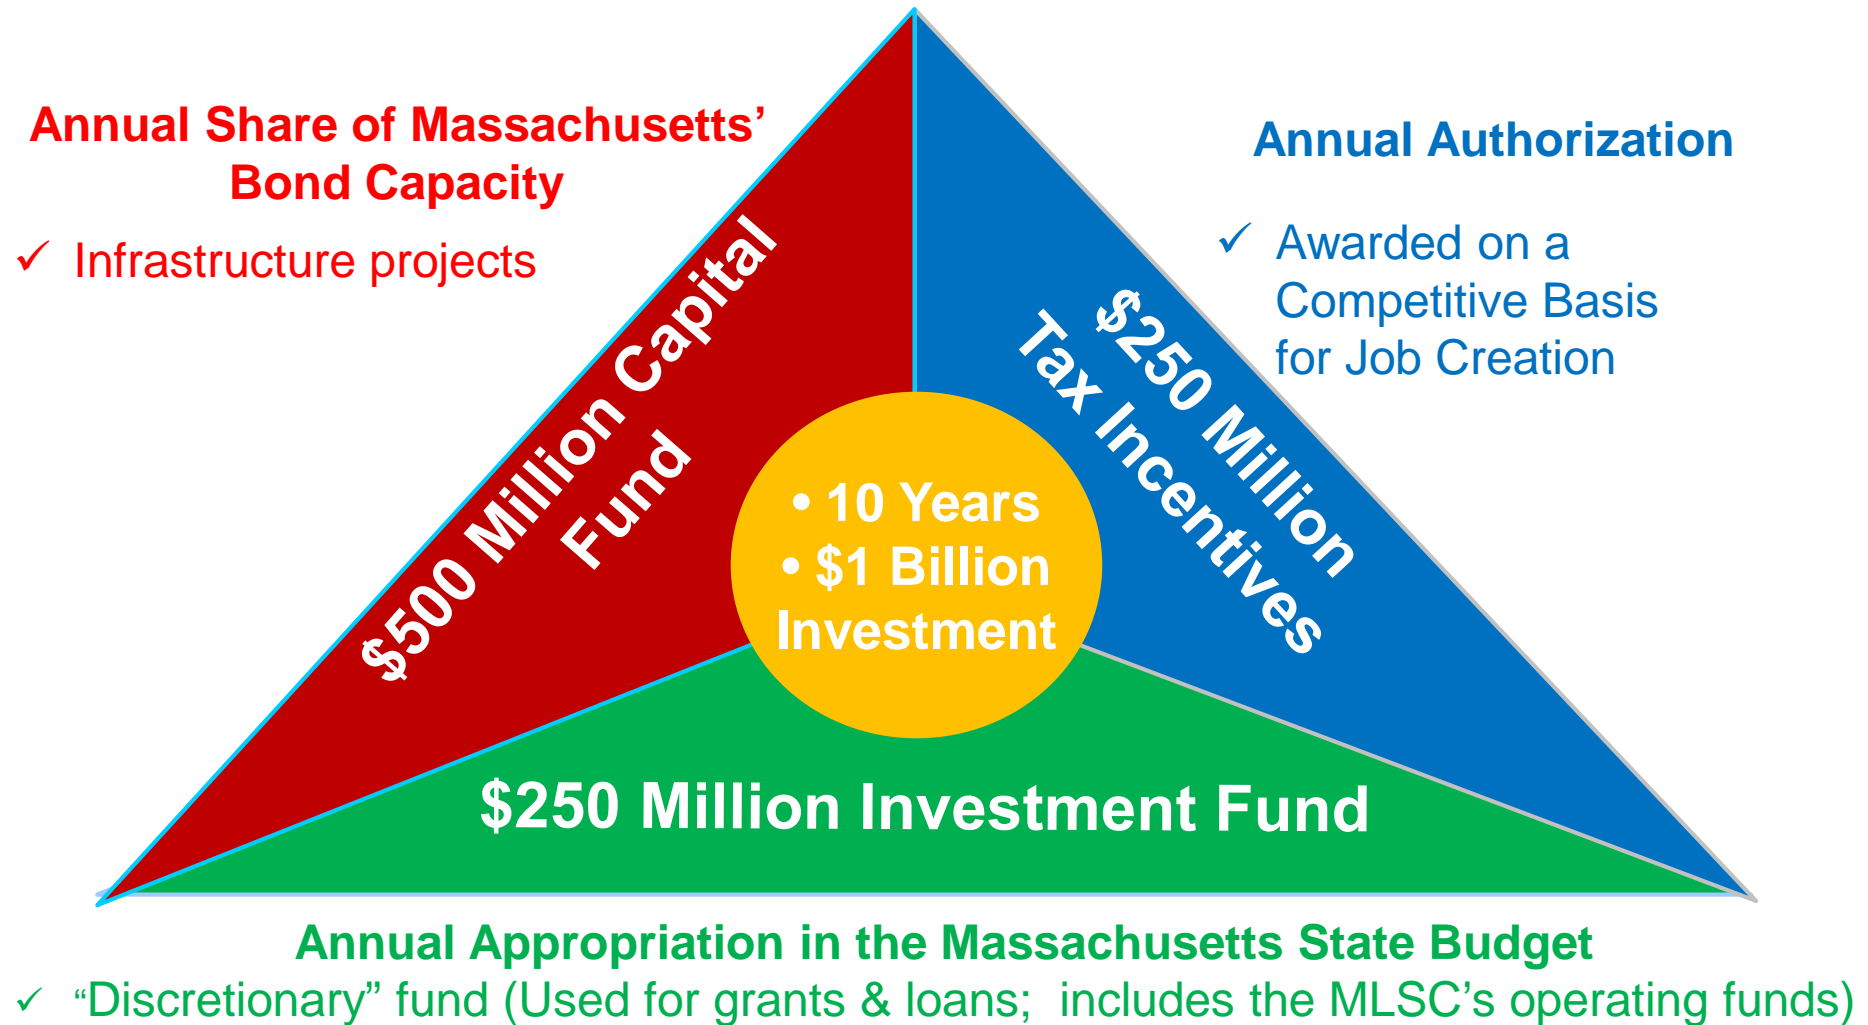 Annual Share of Massachusetts’
Bond Capacity
✓ Infrastructure projects
Annual Authorization
✓ Awarded on a
Competitive Basis
for Job Creation
$500 Million Capital
Fund
$250 Million
Tax Incentives
• 10 Years
• $1 Billion
Investment
$250 Million Investment Fund
Annual Appropriation in the Massachusetts State Budget
✓ “Discretionary” fund (Used for grants & loans; includes the MLSC’s operating funds)